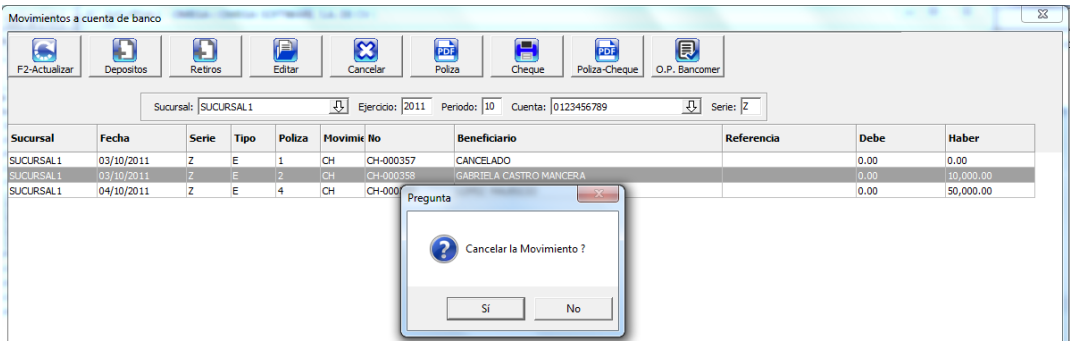 Movimientos a cuenta de banco
F2-Actualizar Depositos Retiros Editar Cancelar Poliza Cheque Poliza-Cheque O.P. Bancomer
PDF PDF
Sucursal: SUCURSAL1 Ejercicio: 2011 Periodo: 10 Cuenta: 0123456789 Serie: Z
Sucursal Fecha Serie Tipo Poliza Movimie No Beneficiario Referencia Debe Haber
SUCURSAL1 03/10/2011 Z E 1 CH CH-000357 CANCELADO 0.00 0.00
SUCURSAL1 03/10/2011 Z E 2 CH CH-000358 GABRIELA CASTRO MANCERA 0.00 10,000.00
SUCURSAL1 04/10/2011 Z E 4 CH CH-000 0.00 50,000.00
Pregunta
Cancelar la Movimiento ?
Sí No